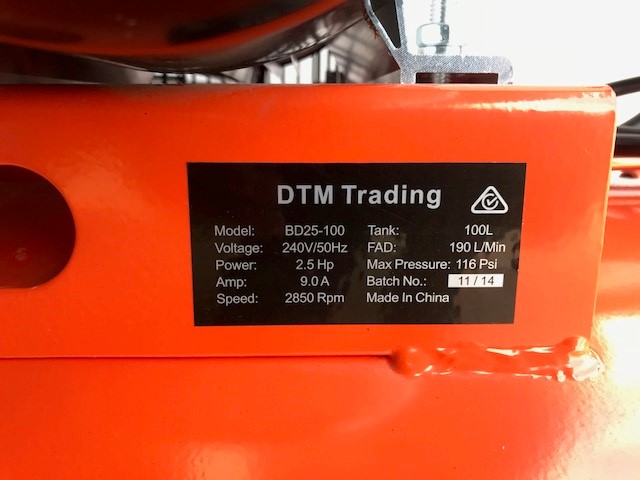 DTM Trading
Model: BD25-100 Tank: 100L
Voltage: 240V/50Hz FAD: 190 L/Min
Power: 2.5 Hp Max Pressure: 116 Psi
Amp: 9.0 A Batch No.: 11 / 14
Speed: 2850 Rpm Made In China